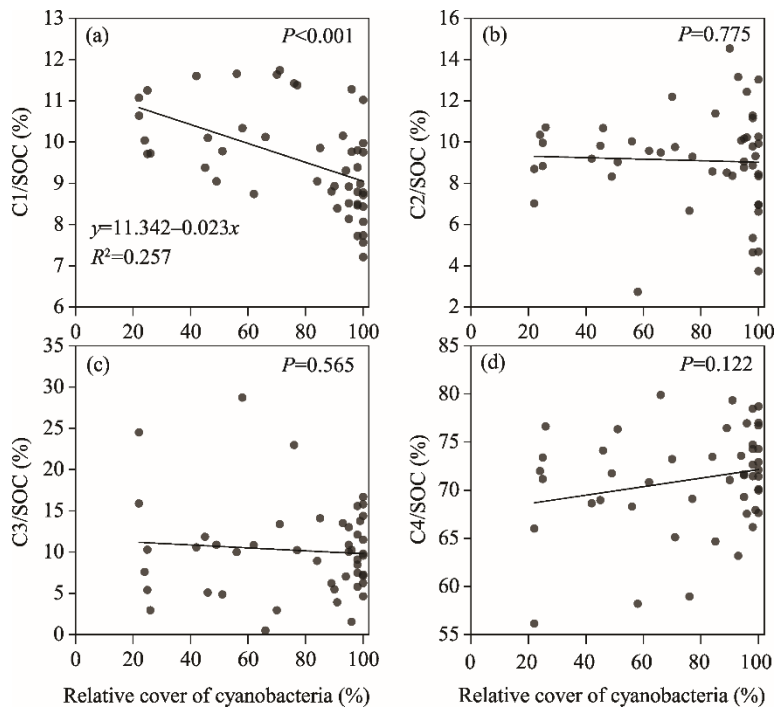 (a)
P<0.001
13
12
11
10
9
8
7
6
C1/SOC (%)
y=11.342–0.023x
R²=0.257
0 20 40 60 80 100
(b)
P=0.775
16
14
12
10
8
6
4
2
C2/SOC (%)
0 20 40 60 80 100
(c)
P=0.565
35
30
25
20
15
10
5
0
C3/SOC (%)
0 20 40 60 80 100
Relative cover of cyanobacteria (%)
(d)
P=0.122
85
80
75
70
65
60
55
C4/SOC (%)
0 20 40 60 80 100
Relative cover of cyanobacteria (%)